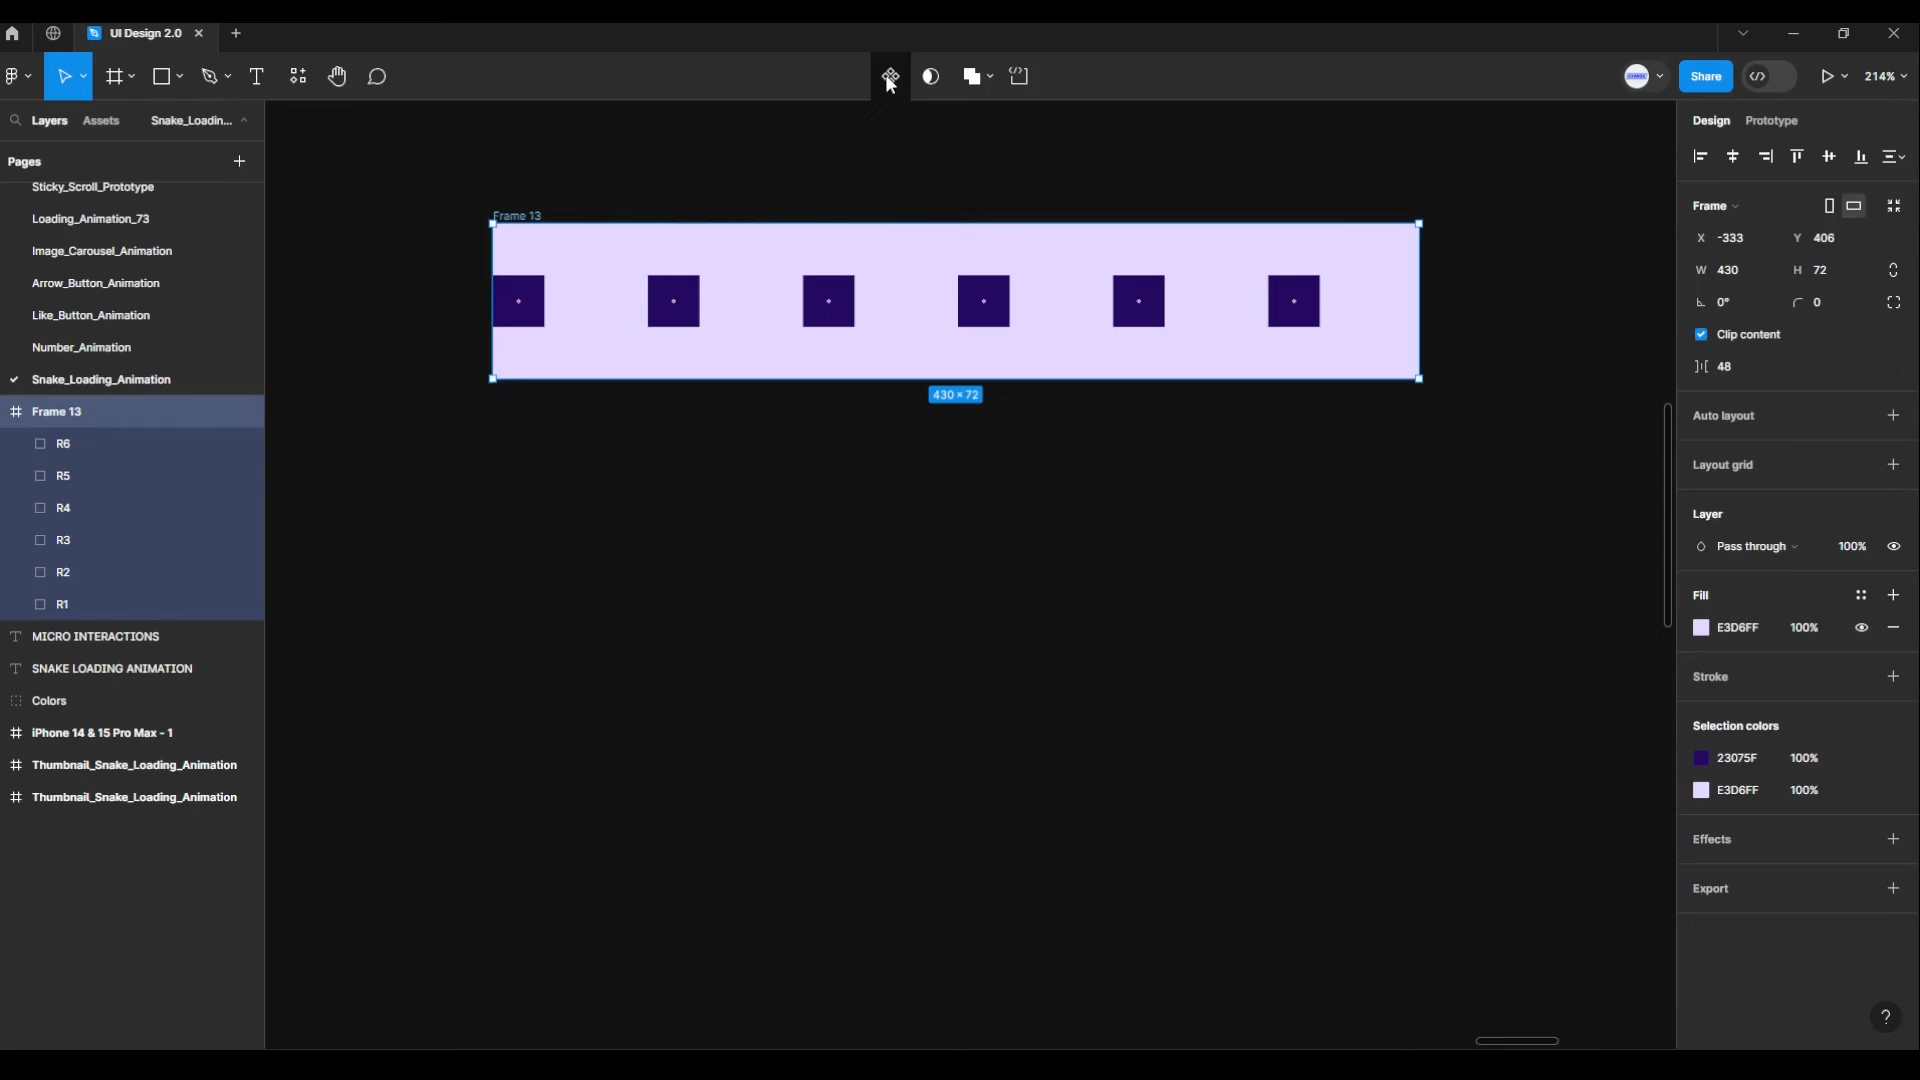 UI Design 2.0
Share
214%
Layers
Assets
Snake_Loadin...
Pages
Sticky_Scroll_Prototype
Loading_Animation_73
Image_Carousel_Animation
Arrow_Button_Animation
Like_Button_Animation
Number_Animation
Snake_Loading_Animation
Frame 13
R6
R5
R4
R3
R2
R1
MICRO INTERACTIONS
SNAKE LOADING ANIMATION
Colors
iPhone 14 & 15 Pro Max - 1
Thumbnail_Snake_Loading_Animation
Thumbnail_Snake_Loading_Animation
Frame 13
430 × 72
Design
Prototype
Frame
X -333 Y 406
W 430 H 72
0° 0
Clip content
48
Auto layout
Layout grid
Layer
Pass through 100%
Fill
E3D6FF 100%
Stroke
Selection colors
23075F 100%
E3D6FF 100%
Effects
Export
?